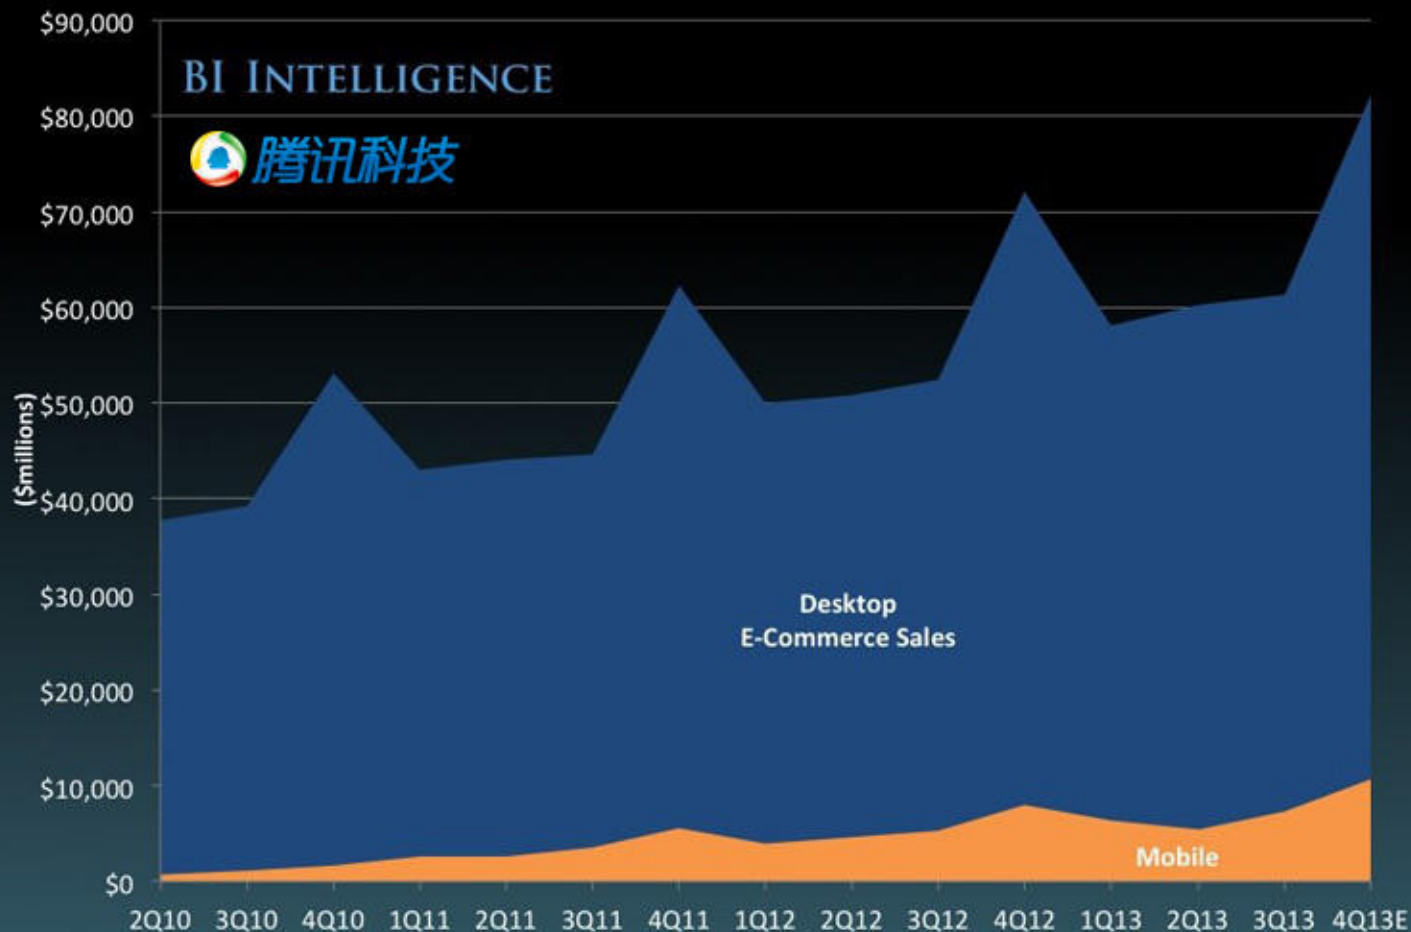 $90,000
BI INTELLIGENCE
$80,000
腾讯科技
$70,000
$60,000
($millions)
$50,000
$40,000
$30,000
Desktop
E-Commerce Sales
$20,000
$10,000
Mobile
$0
2Q10 3Q10 4Q10 1Q11 2Q11 3Q11 4Q11 1Q12 2Q12 3Q12 4Q12 1Q13 2Q13 3Q13 4Q13E